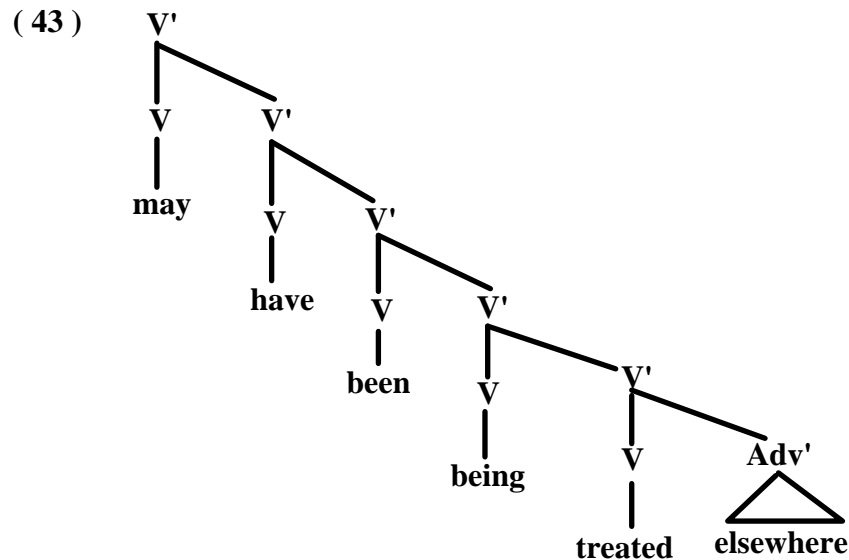 ( 43 ) V'
V V'
may
V V'
have
V V'
been
V V'
being
V Adv'
treated elsewhere